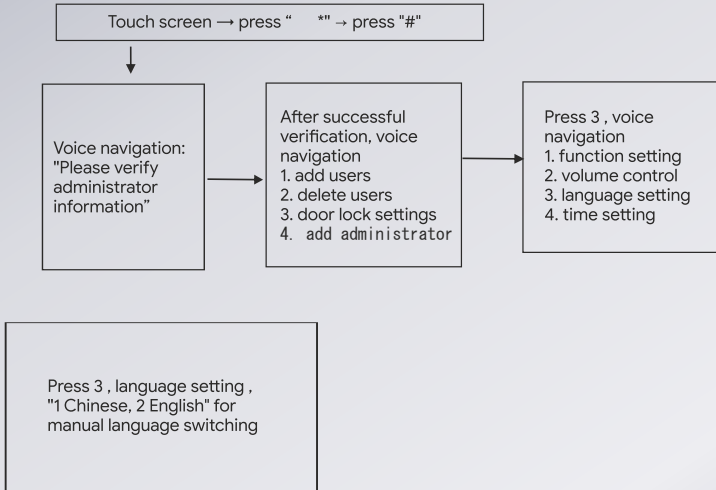 Touch screen → press “ *" → press "#"
Voice navigation:
"Please verify
administrator
information”
After successful
verification, voice
navigation
1. add users
2. delete users
3. door lock settings
4. add administrator
Press 3 , voice
navigation
1. function setting
2. volume control
3. language setting
4. time setting
Press 3 , language setting ,
"1 Chinese, 2 English" for
manual language switching